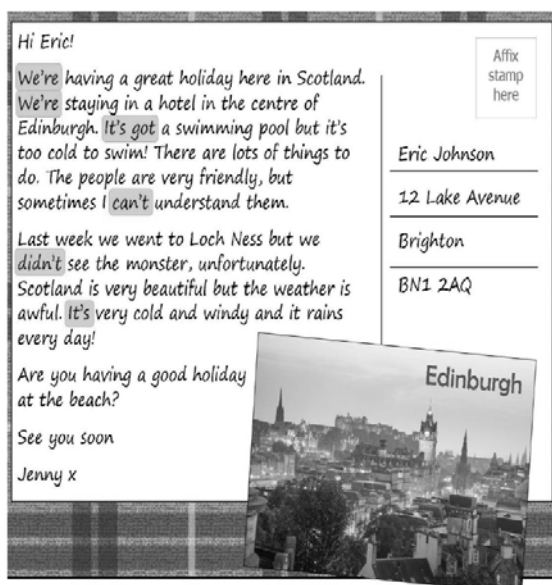 Hi Eric!
We're having a great holiday here in Scotland.
We're staying in a hotel in the centre of
Edinburgh. It's got a swimming pool but it's
too cold to swim! There are lots of things to
do. The people are very friendly, but
sometimes I can't understand them.
Last week we went to Loch Ness but we
didn't see the monster, unfortunately.
Scotland is very beautiful but the weather is
awful. It's very cold and windy and it rains
every day!
Are you having a good holiday
at the beach?
See you soon
Jenny x
Affix
stamp
here
Eric Johnson
12 Lake Avenue
Brighton
BN1 2AQ
Edinburgh